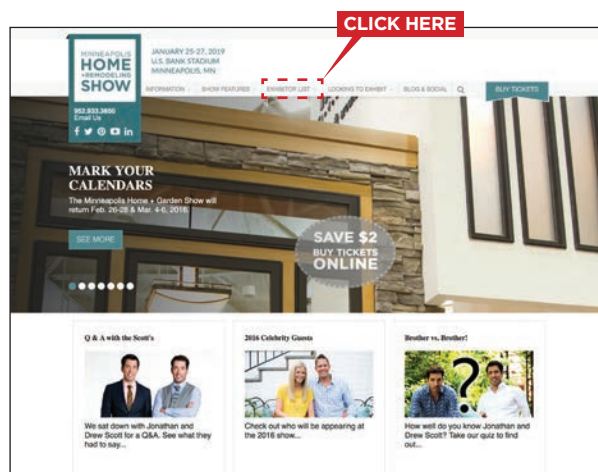 CLICK HERE
MINNEAPOLIS
HOME
+REMODELING
SHOW
JANUARY 25-27, 2019
U.S. BANK STADIUM
MINNEAPOLIS, MN
INFORMATION
SHOW FEATURES
EXHIBITOR LIST
LOOKING TO EXHIBIT
BLOG & SOCIAL
BUY TICKETS
952.933.3850
Email Us
MARK YOUR
CALENDARS
The Minneapolis Home + Garden Show will
return Feb. 26-28 & Mar. 4-6, 2016.
SEE MORE
SAVE $2
BUY TICKETS
ONLINE
Q & A with the Scott's
We sat down with Jonathan and
Drew Scott for a Q&A. See what they
had to say...
2016 Celebrity Guests
Check out who will be appearing at
the 2016 show...
Brother vs. Brother!
?
How well do you know Jonathan and
Drew Scott? Take our quiz to find
out...